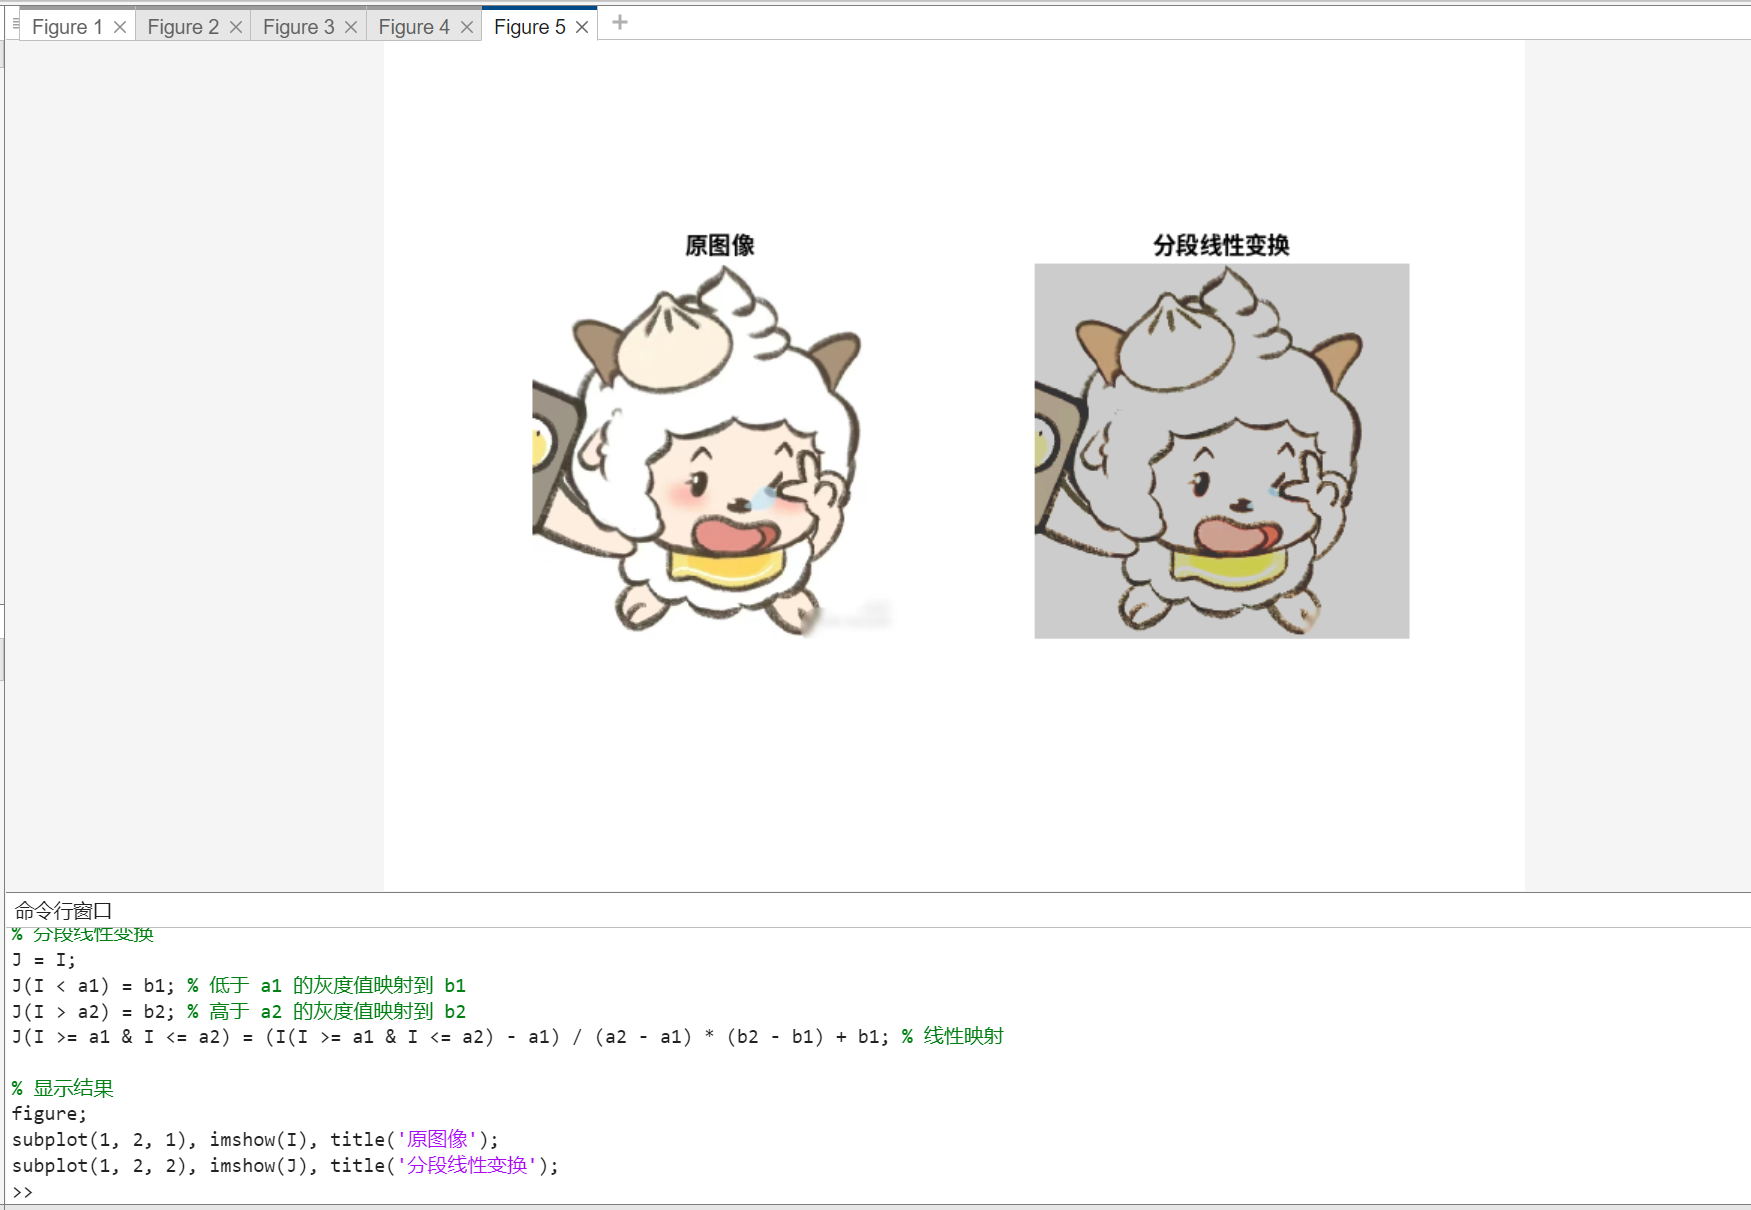 Figure 1 × Figure 2 × Figure 3 × Figure 4 × Figure 5 × +
原图像
分段线性变换
命令行窗口
% 分段线性变换
J = I;
J(I < a1) = b1; % 低于 a1 的灰度值映射到 b1
J(I > a2) = b2; % 高于 a2 的灰度值映射到 b2
J(I >= a1 & I <= a2) = (I(I >= a1 & I <= a2) - a1) / (a2 - a1) * (b2 - b1) + b1; % 线性映射
% 显示结果
figure;
subplot(1, 2, 1), imshow(I), title('原图像');
subplot(1, 2, 2), imshow(J), title('分段线性变换');
>>